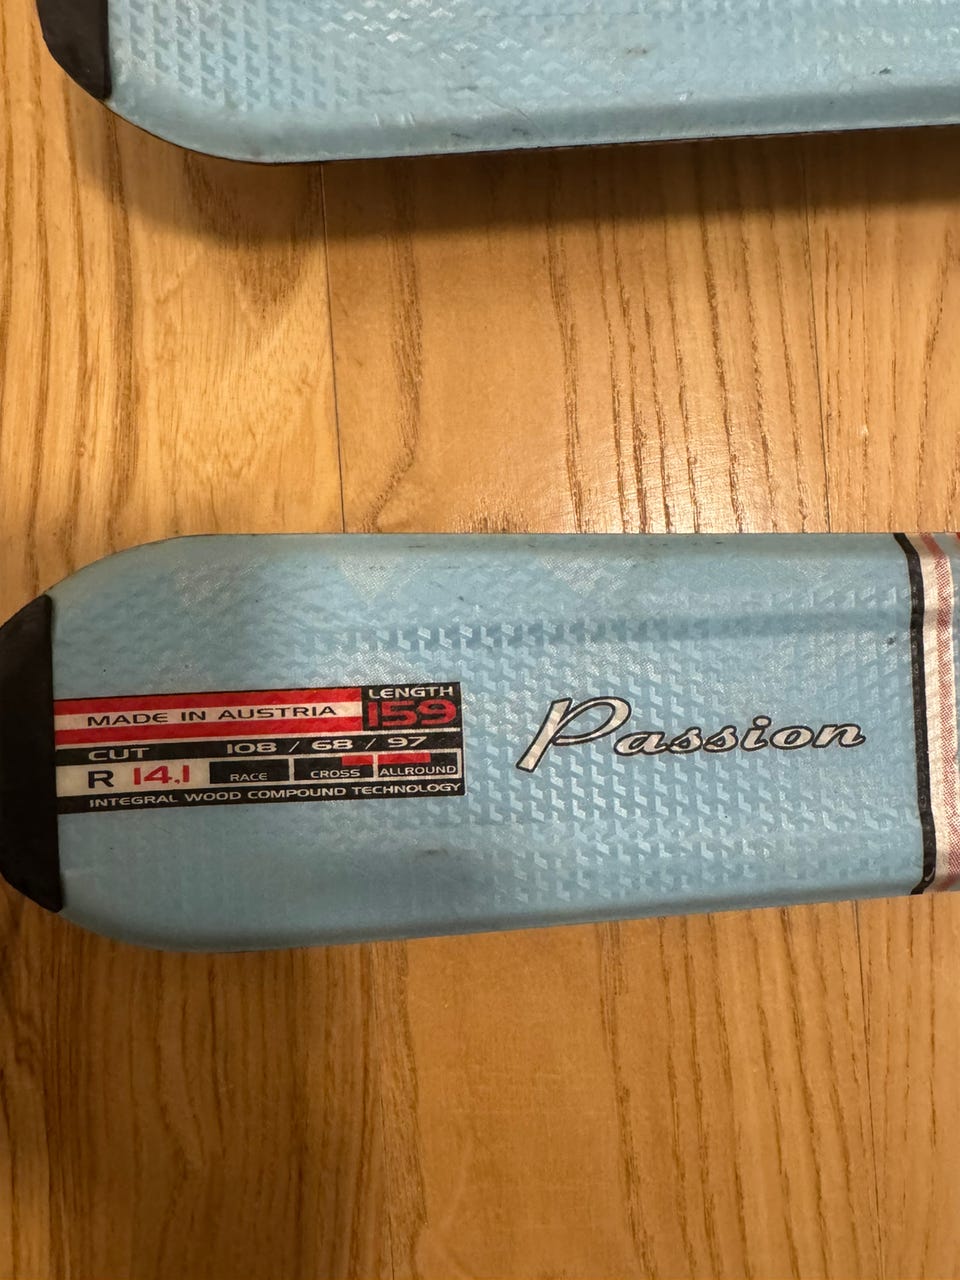 MADE IN AUSTRIA
LENGTH
159
CUT 108 / 68 / 97
R 14.1 RACE CROSS ALLROUND
INTEGRAL WOOD COMPOUND TECHNOLOGY
Passion